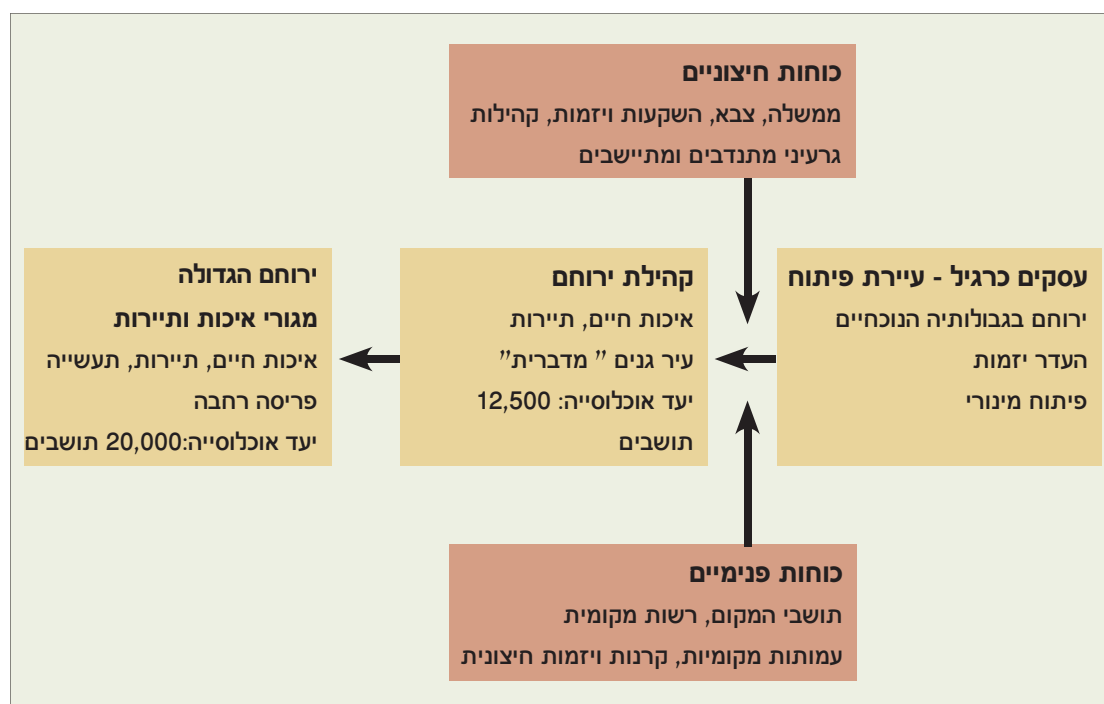 כוחות חיצוניים
ממשלה, צבא, השקעות ויזמות, קהילות
גרעיני מתנדבים ומתיישבים
עסקים כרגיל - עיירת פיתוח
ירוחם בגבולותיה הנוכחיים
העדר יזמות
פיתוח מינורי
קהילת ירוחם
איכות חיים, תיירות
עיר גנים ״ מדברית״
יעד אוכלוסייה: 12,500
תושבים
ירוחם הגדולה
מגורי איכות ותיירות
איכות חיים, תיירות, תעשייה
פריסה רחבה
יעד אוכלוסייה:20,000 תושבים
כוחות פנימיים
תושבי המקום, רשות מקומית
עמותות מקומיות, קרנות ויזמות חיצונית